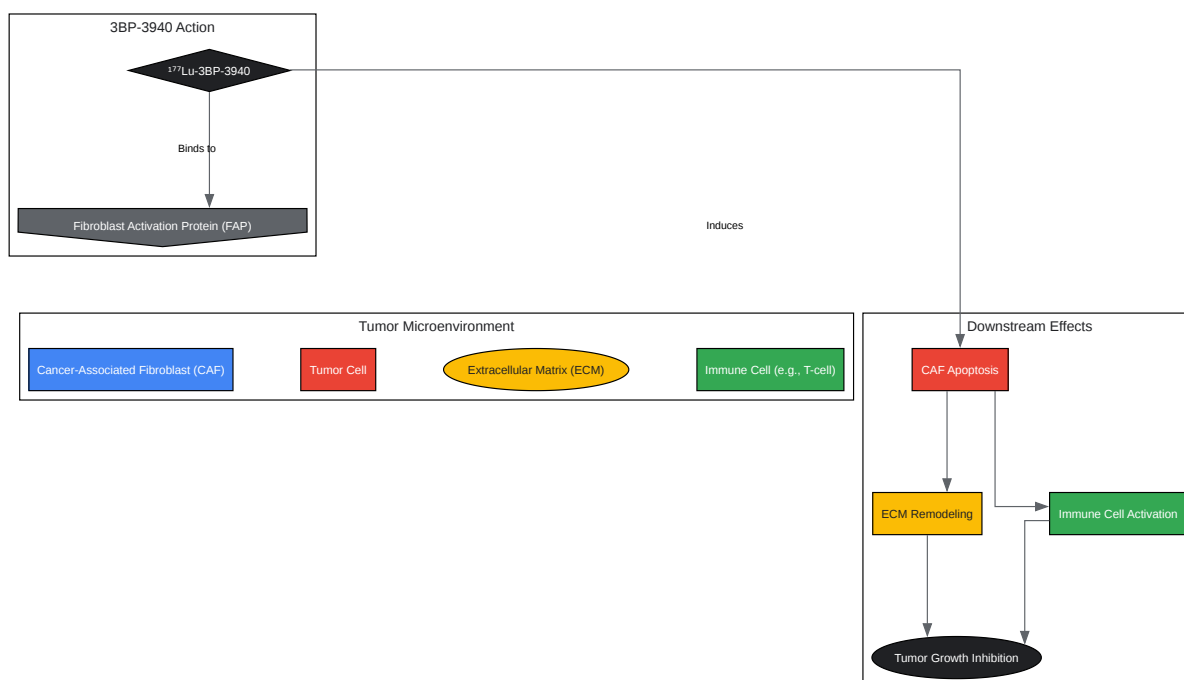 3BP-3940 Action
¹⁷⁷Lu-3BP-3940
Binds to
Fibroblast Activation Protein (FAP)
Induces
Tumor Microenvironment
Cancer-Associated Fibroblast (CAF)
Tumor Cell
Extracellular Matrix (ECM)
Immune Cell (e.g., T-cell)
Downstream Effects
CAF Apoptosis
ECM Remodeling
Immune Cell Activation
Tumor Growth Inhibition